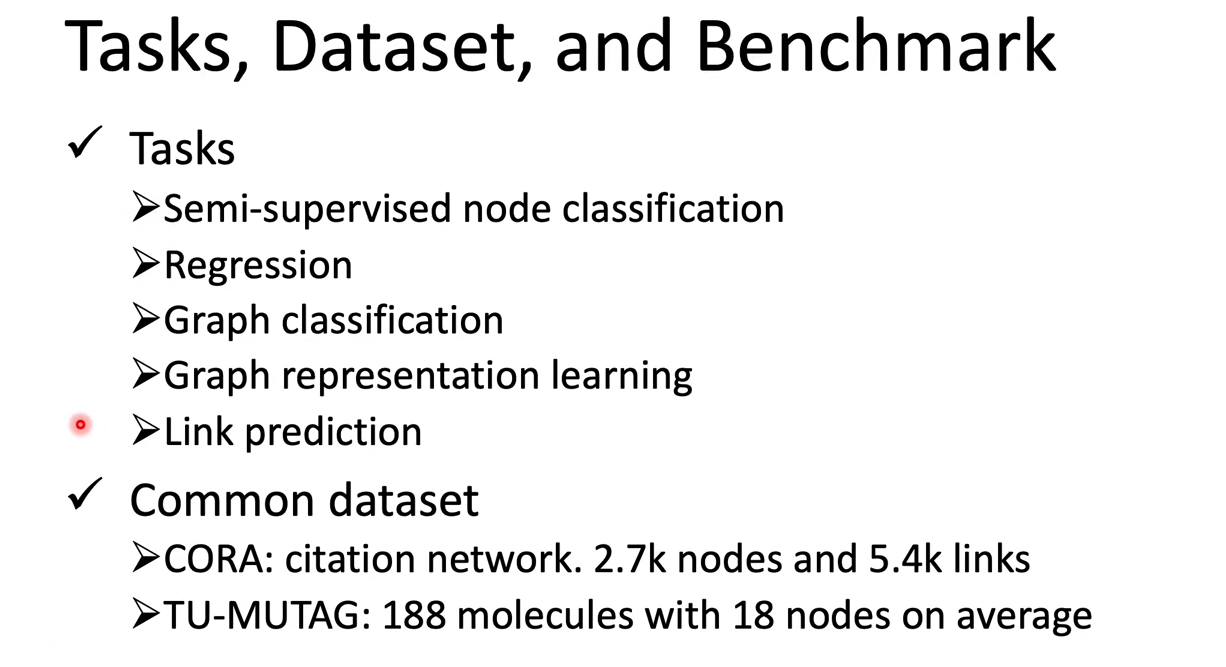 Tasks, Dataset, and Benchmark
✓ Tasks
➢Semi-supervised node classification
➢Regression
➢Graph classification
➢Graph representation learning
➢Link prediction
✓ Common dataset
➢CORA: citation network. 2.7k nodes and 5.4k links
➢TU-MUTAG: 188 molecules with 18 nodes on average